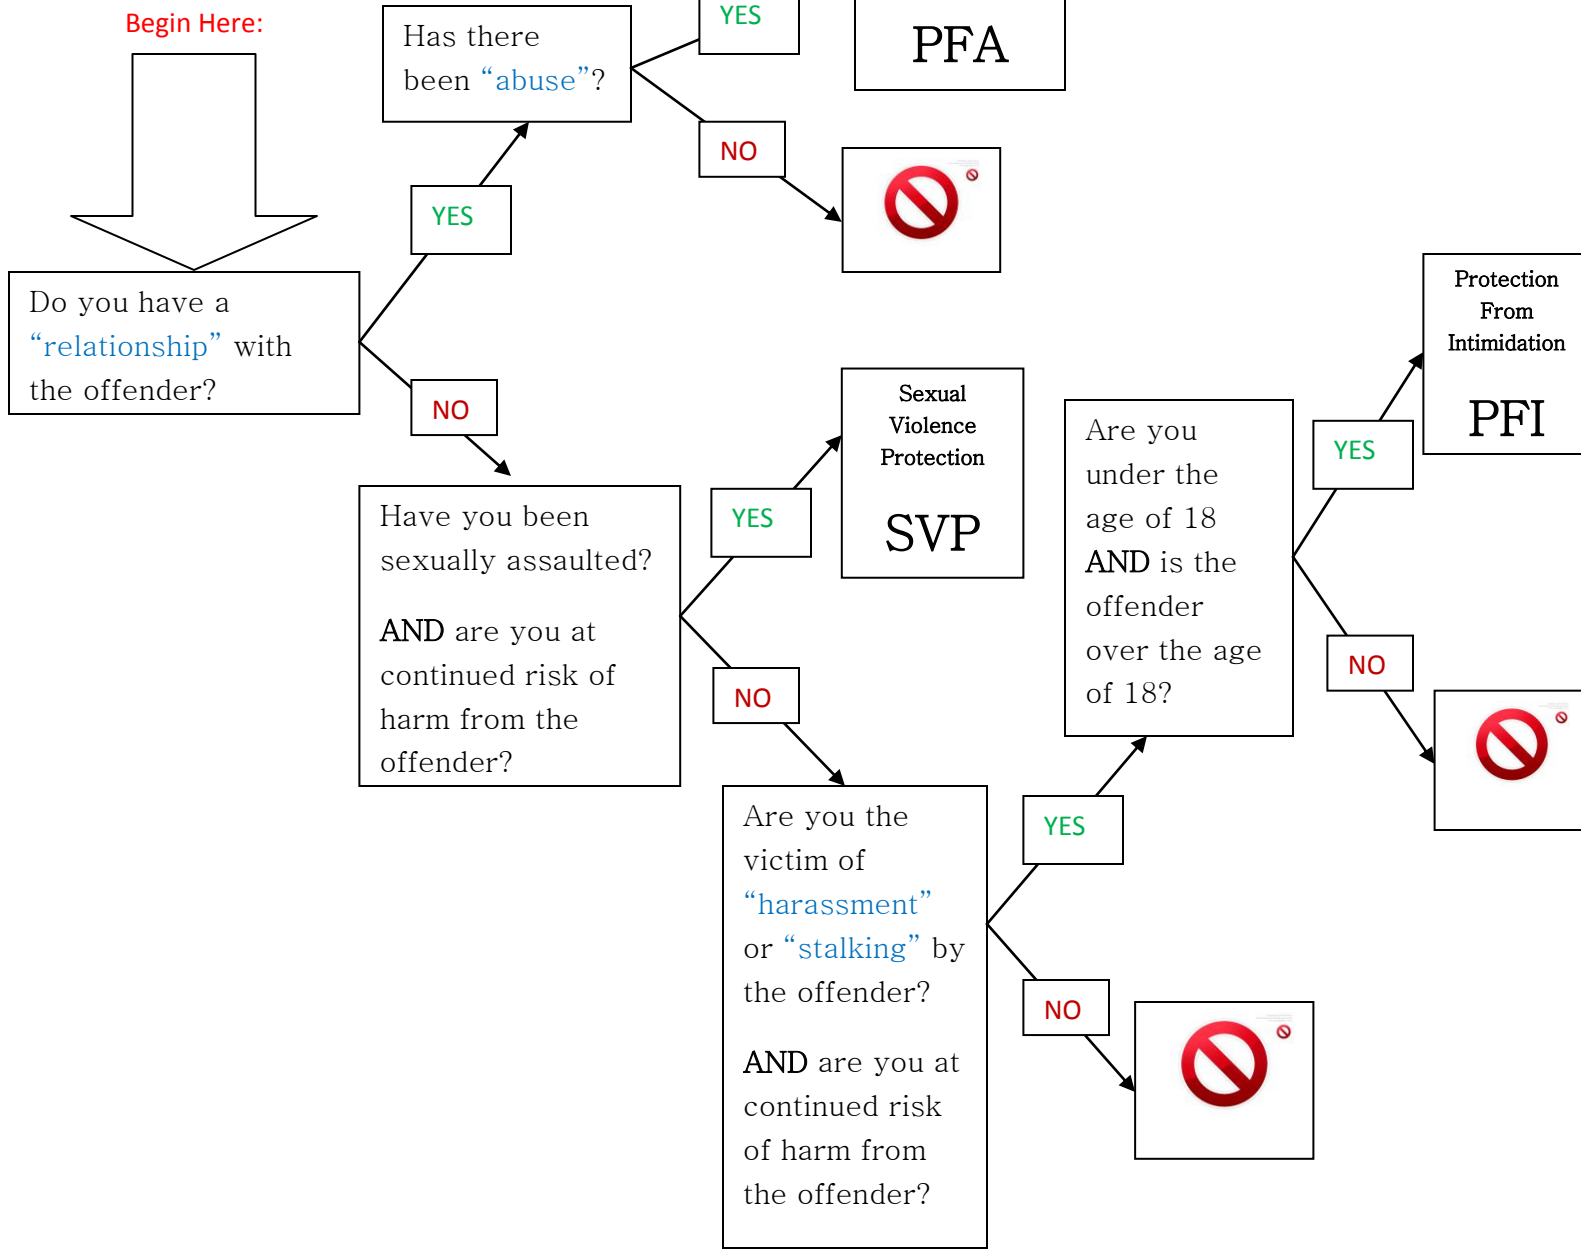 Begin Here:
Has there
been “abuse”?
YES
PFA
NO
YES
Do you have a
“relationship” with
the offender?
NO
Protection
From
Intimidation
PFI
Sexual
Violence
Protection
SVP
YES
Have you been
sexually assaulted?
AND are you at
continued risk of
harm from the
offender?
NO
Are you
under the
age of 18
AND is the
offender
over the age
of 18?
YES
NO
Are you the
victim of
“harassment”
or “stalking” by
the offender?
AND are you at
continued risk
of harm from
the offender?
YES
NO